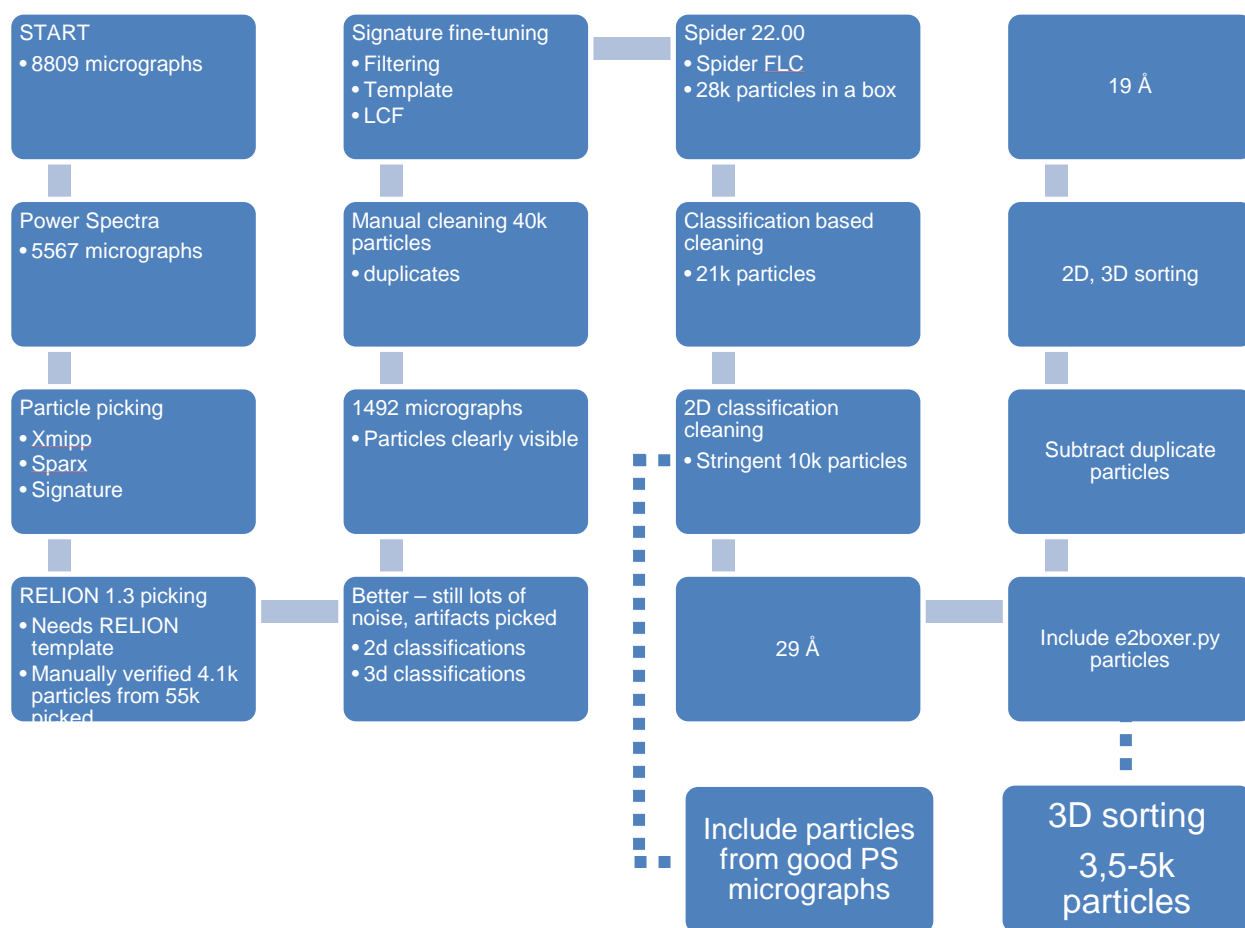 START
• 8809 micrographs
Power Spectra
• 5567 micrographs
Particle picking
• Xmipp
• Sparx
• Signature
RELION 1.3 picking
• Needs RELION
template
• Manually verified 4.1k
particles from 55k
picked
Better – still lots of
noise, artifacts picked
• 2d classifications
• 3d classifications
1492 micrographs
• Particles clearly visible
Manual cleaning 40k
particles
• duplicates
Signature fine-tuning
• Filtering
• Template
• LCF
Spider 22.00
• Spider FLC
• 28k particles in a box
Classification based
cleaning
• 21k particles
2D classification
cleaning
• Stringent 10k particles
29 Å
Include particles
from good PS
micrographs
Include e2boxer.py
particles
3D sorting
3,5-5k
particles
Subtract duplicate
particles
2D, 3D sorting
19 Å